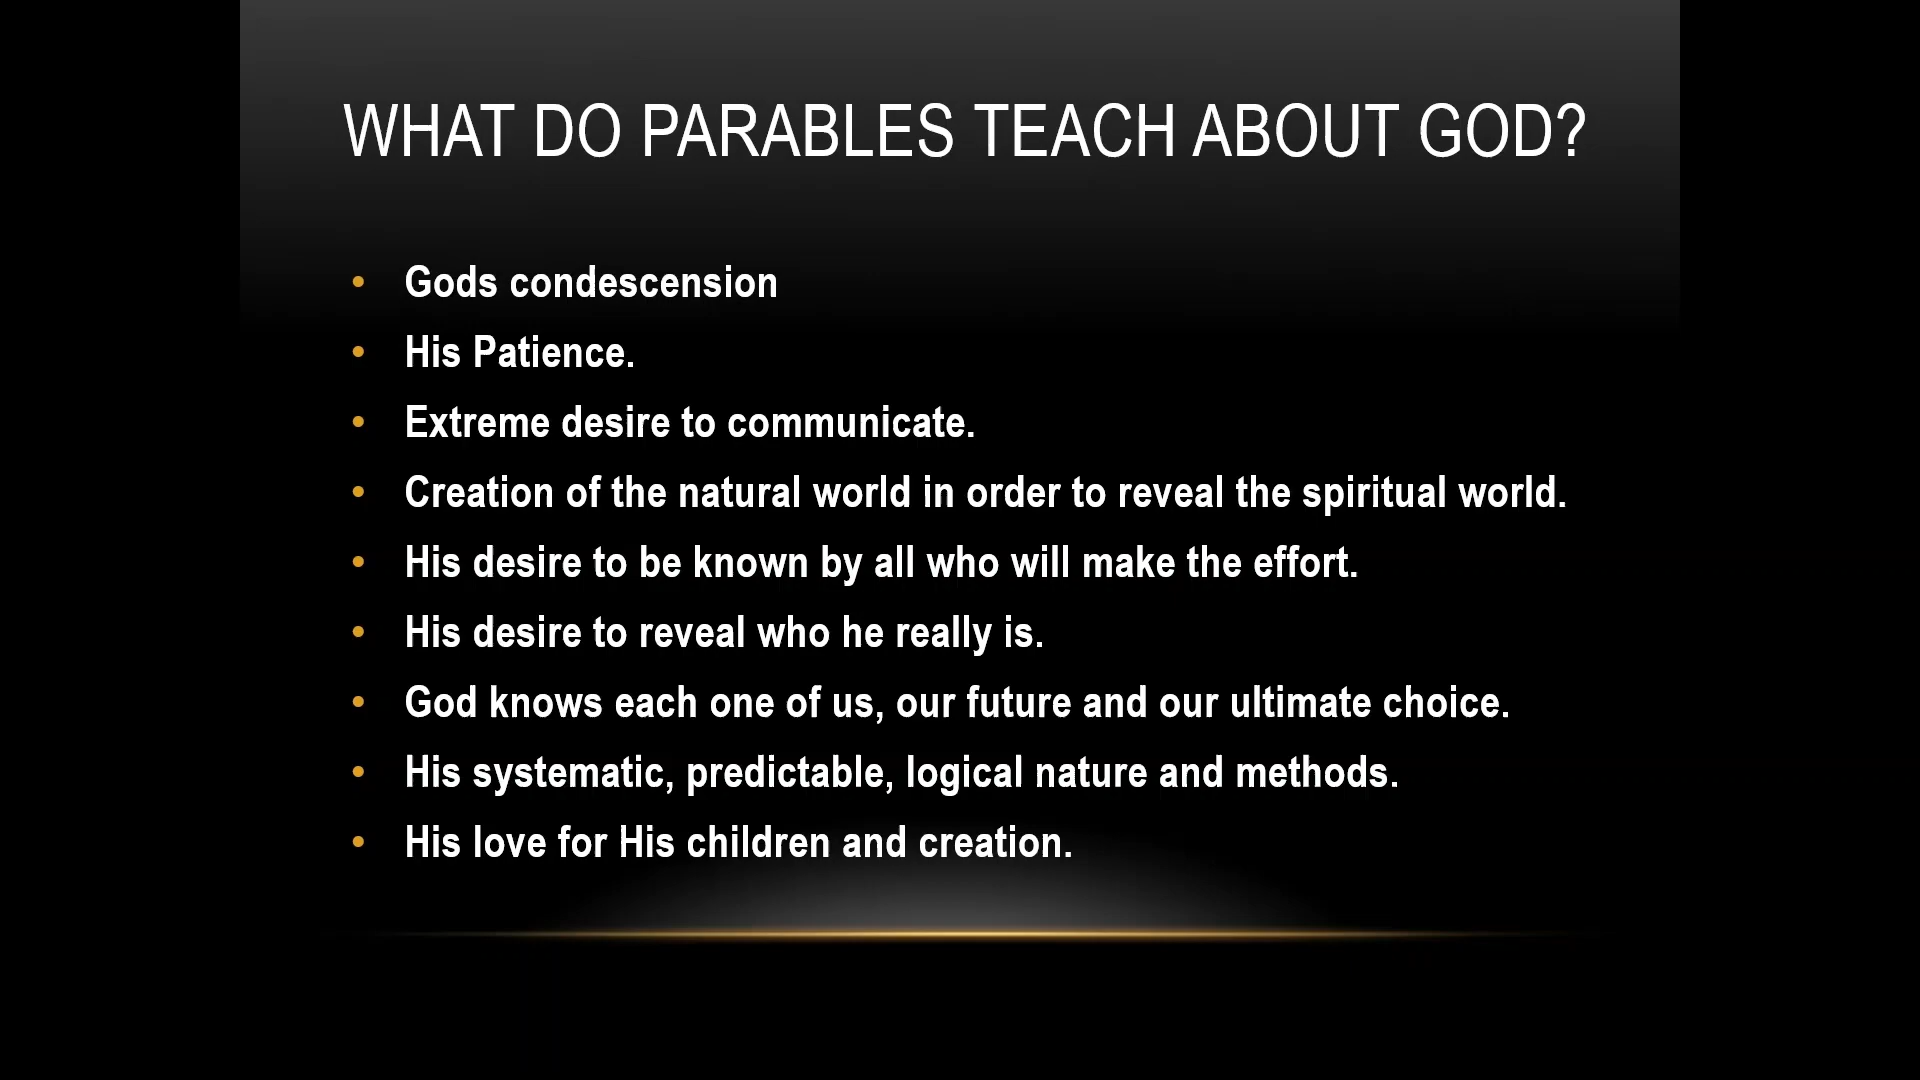 WHAT DO PARABLES TEACH ABOUT GOD?
• Gods condescension
• His Patience.
• Extreme desire to communicate.
• Creation of the natural world in order to reveal the spiritual world.
• His desire to be known by all who will make the effort.
• His desire to reveal who he really is.
• God knows each one of us, our future and our ultimate choice.
• His systematic, predictable, logical nature and methods.
• His love for His children and creation.